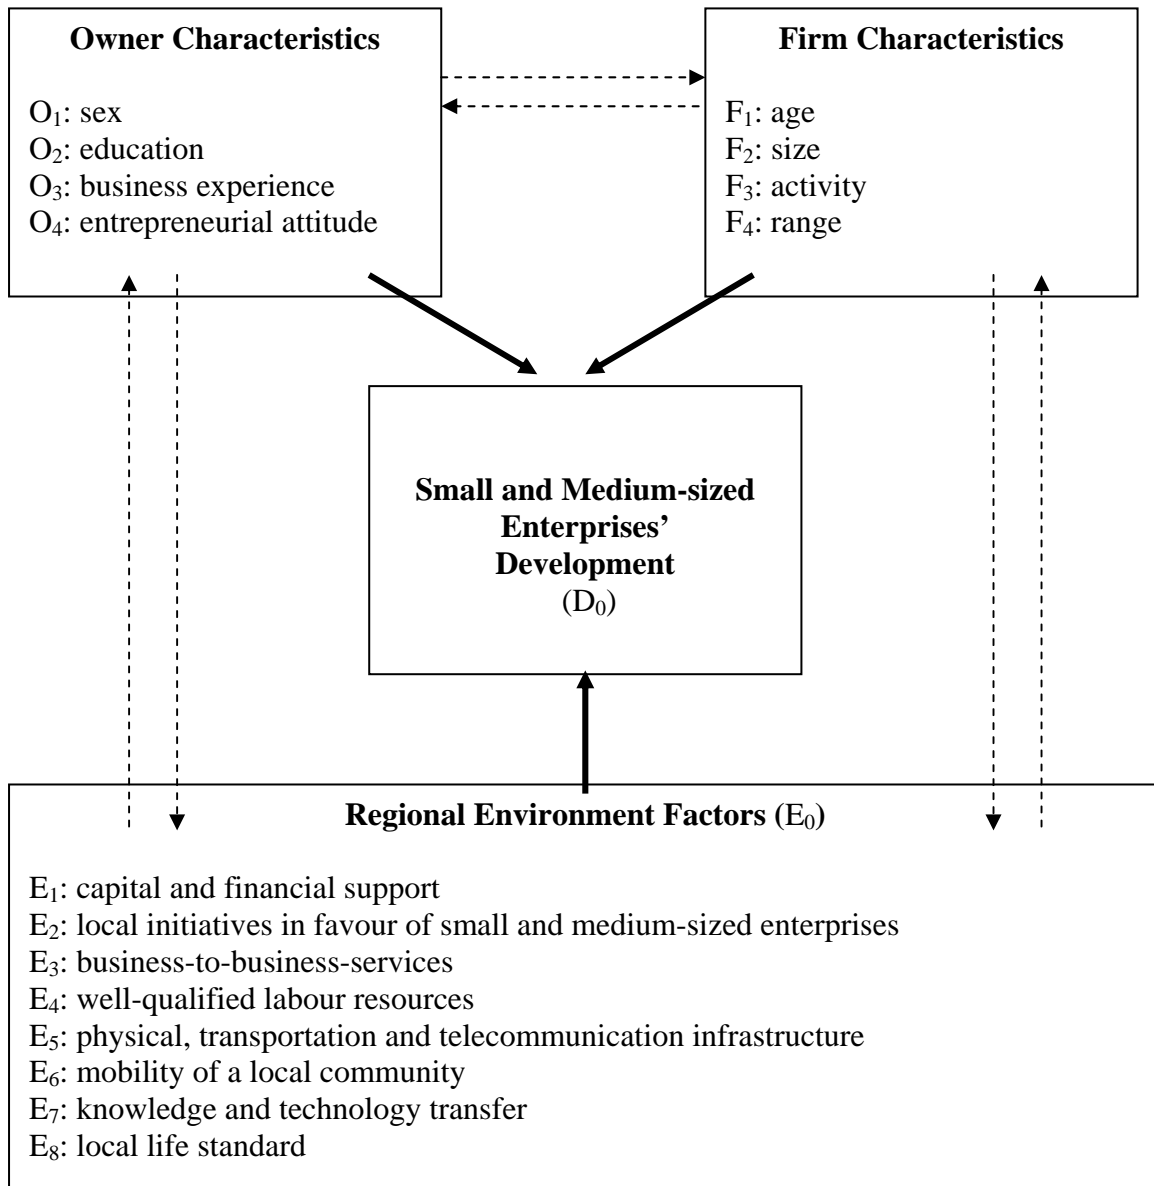 Owner Characteristics
O₁: sex
O₂: education
O₃: business experience
O₄: entrepreneurial attitude
Firm Characteristics
F₁: age
F₂: size
F₃: activity
F₄: range
Small and Medium-sized
Enterprises’
Development
(D₀)
Regional Environment Factors (E₀)
E₁: capital and financial support
E₂: local initiatives in favour of small and medium-sized enterprises
E₃: business-to-business-services
E₄: well-qualified labour resources
E₅: physical, transportation and telecommunication infrastructure
E₆: mobility of a local community
E₇: knowledge and technology transfer
E₈: local life standard